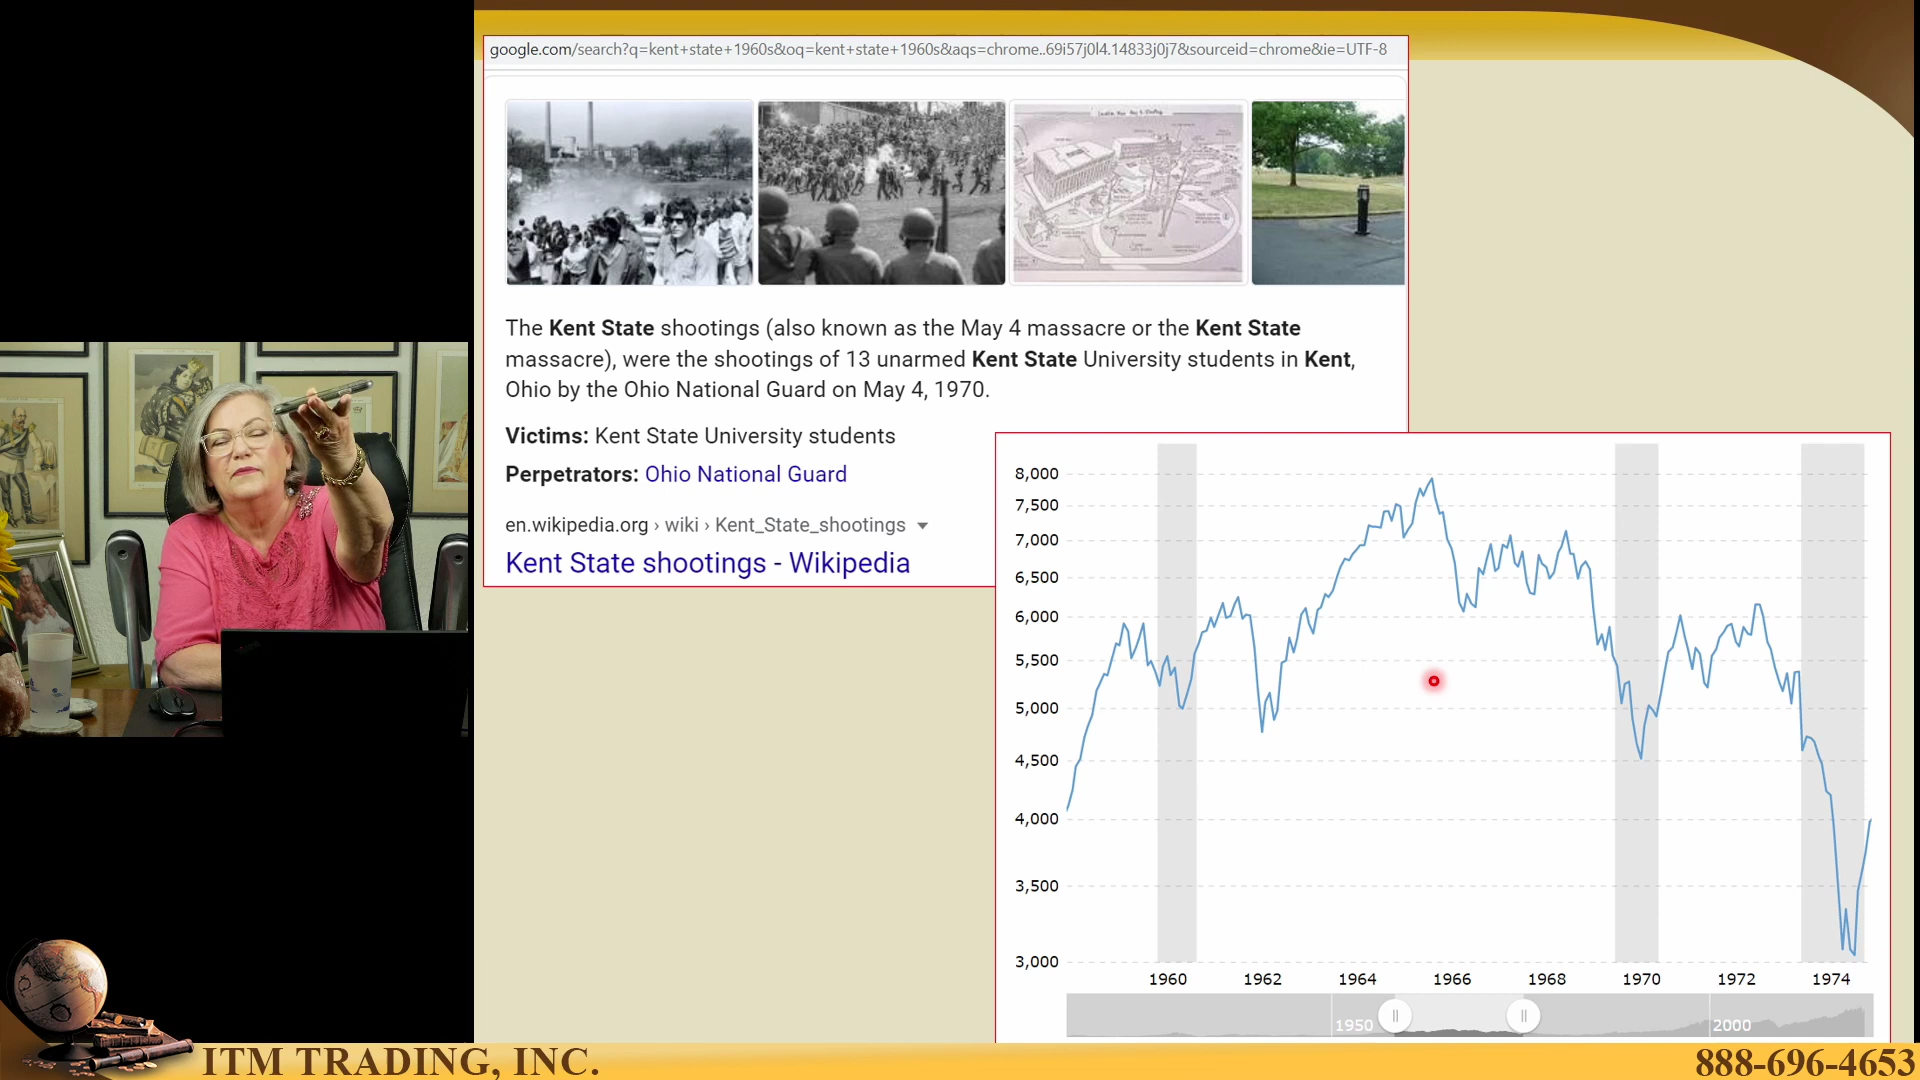 google.com/search?q=kent+state+1960s&oq=kent+state+1960s&aqs=chrome..69i57j0l4.14833j0j7&sourceid=chrome&ie=UTF-8
The Kent State shootings (also known as the May 4 massacre or the Kent State
massacre), were the shootings of 13 unarmed Kent State University students in Kent,
Ohio by the Ohio National Guard on May 4, 1970.
Victims: Kent State University students
Perpetrators: Ohio National Guard
en.wikipedia.org › wiki › Kent_State_shootings
Kent State shootings - Wikipedia
8,000
7,500
7,000
6,500
6,000
5,500
5,000
4,500
4,000
3,500
3,000
1960 1962 1964 1966 1968 1970 1972 1974
1950 2000
ITM TRADING, INC.
888-696-4653